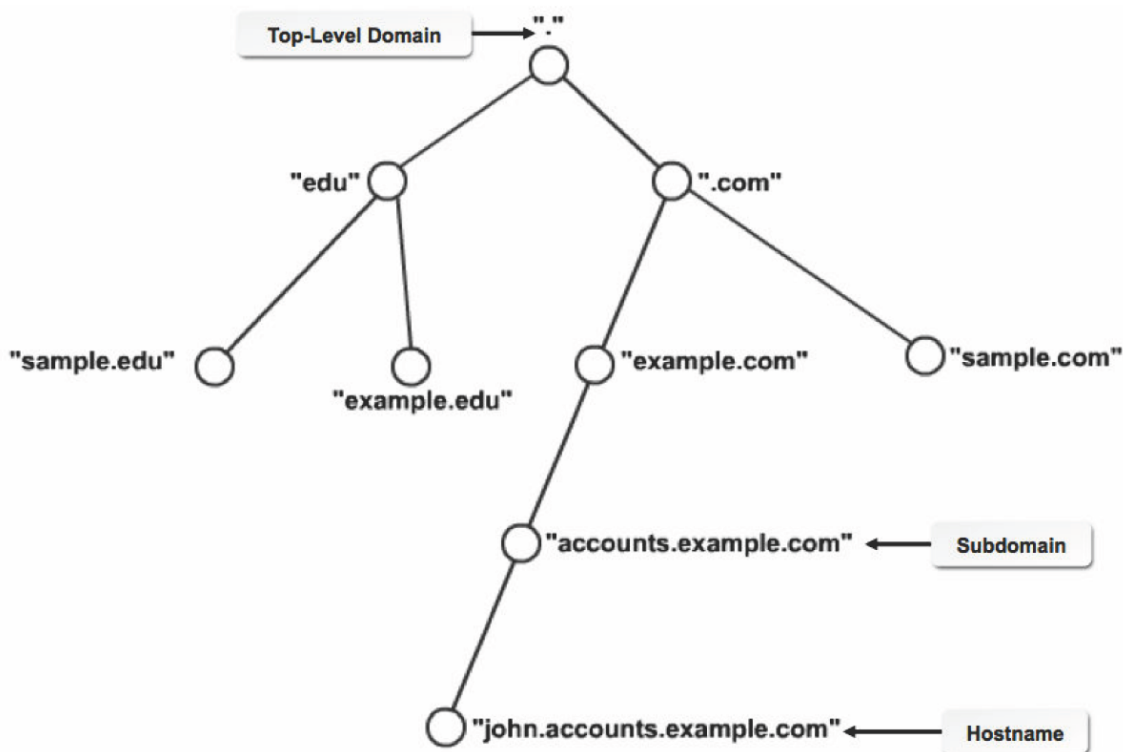 Top-Level Domain
"."
"edu"
".com"
"sample.edu"
"example.edu"
"example.com"
"sample.com"
"accounts.example.com"
Subdomain
"john.accounts.example.com"
Hostname